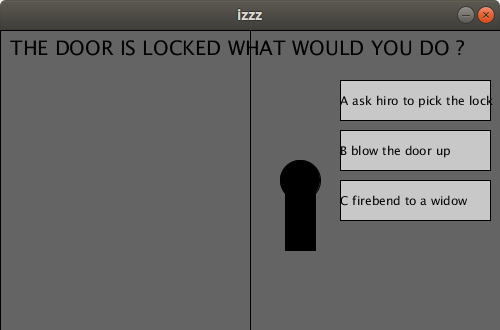 izzz
THE DOOR IS LOCKED WHAT WOULD YOU DO ?
A ask hiro to pick the lock
B blow the door up
C firebend to a widow